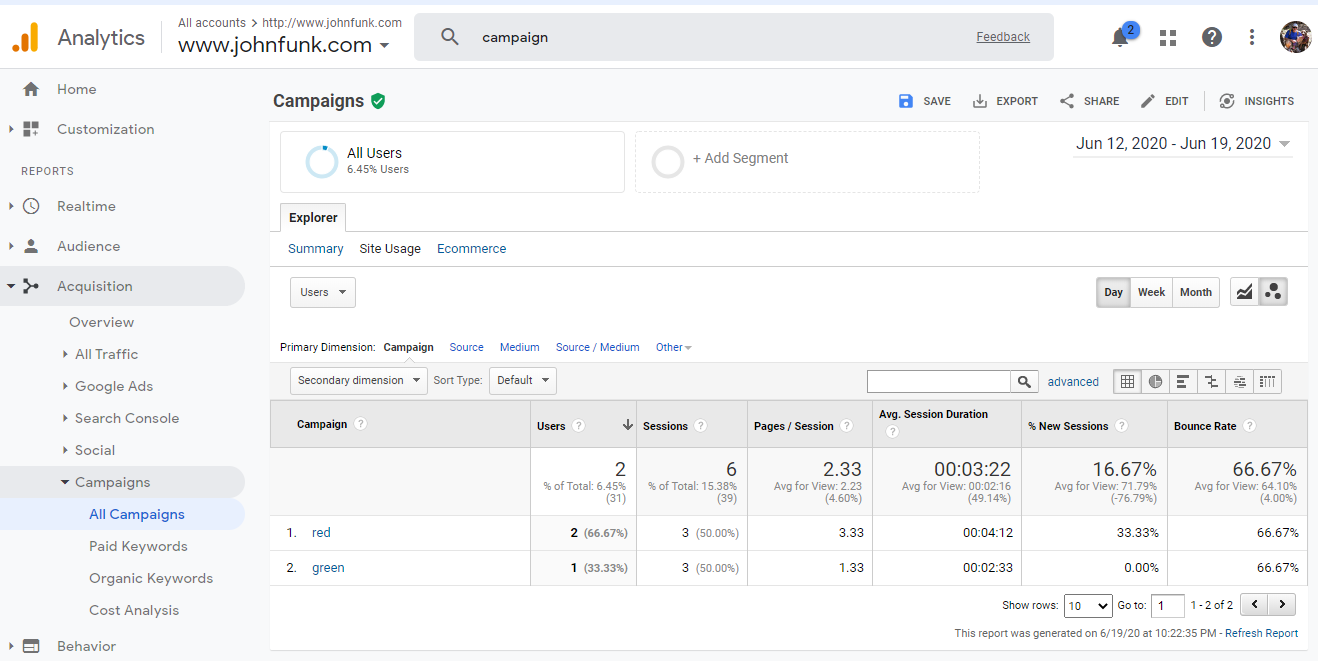 All accounts > http://www.johnfunk.com
Analytics
www.johnfunk.com
campaign
Feedback
2
Home
Customization
REPORTS
Realtime
Audience
Acquisition
Overview
All Traffic
Google Ads
Search Console
Social
Campaigns
All Campaigns
Paid Keywords
Organic Keywords
Cost Analysis
Behavior
Campaigns
SAVE EXPORT SHARE EDIT INSIGHTS
All Users
6.45% Users
+ Add Segment
Jun 12, 2020 - Jun 19, 2020
Explorer
Summary Site Usage Ecommerce
Users
Day Week Month
Primary Dimension: Campaign Source Medium Source / Medium Other
Secondary dimension Sort Type: Default advanced
Campaign ? Users ? Sessions ? Pages / Session ? Avg. Session Duration ? % New Sessions ? Bounce Rate ?
2 6 2.33 00:03:22 16.67% 66.67%
% of Total: 6.45% % of Total: 15.38% Avg for View: 2.23 Avg for View: 00:02:16 Avg for View: 71.79% Avg for View: 64.10%
(31) (39) (4.60%) (49.14%) (-76.79%) (4.00%)
1. red 2 (66.67%) 3 (50.00%) 3.33 00:04:12 33.33% 66.67%
2. green 1 (33.33%) 3 (50.00%) 1.33 00:02:33 0.00% 66.67%
Show rows: 10 Go to: 1 1 - 2 of 2
This report was generated on 6/19/20 at 10:22:35 PM - Refresh Report